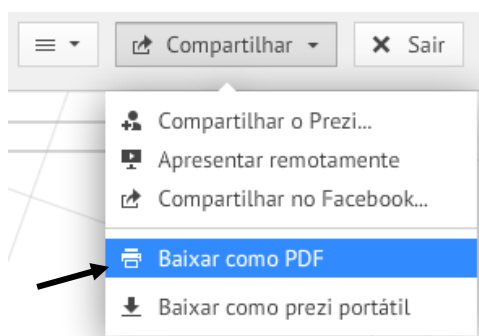 Compartilhar Sair
Compartilhar o Prezi...
Apresentar remotamente
Compartilhar no Facebook...
Baixar como PDF
Baixar como prezi portátil